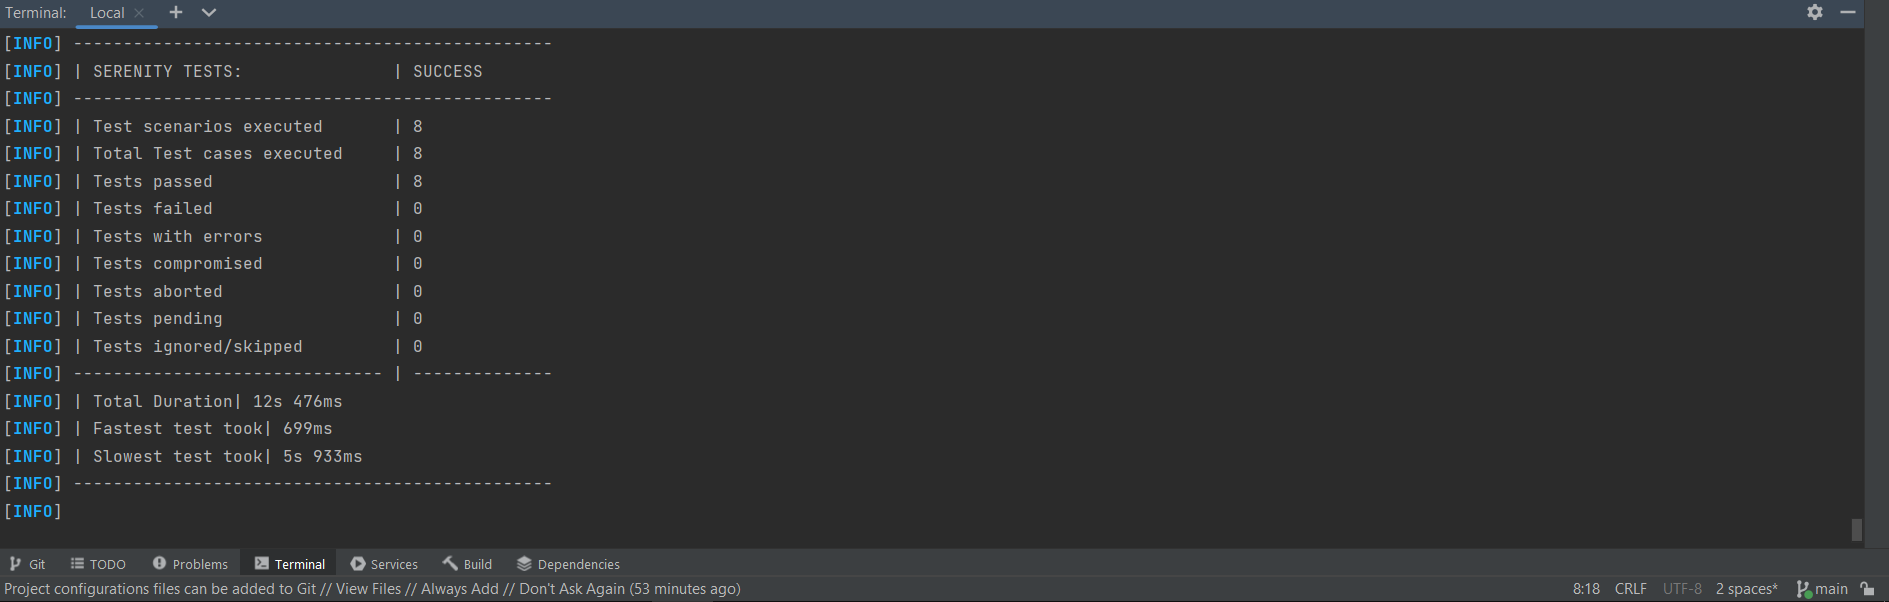 Terminal: Local
[INFO] ------------------------------------------------
[INFO] | SERENITY TESTS: | SUCCESS
[INFO] ------------------------------------------------
[INFO] | Test scenarios executed | 8
[INFO] | Total Test cases executed | 8
[INFO] | Tests passed | 8
[INFO] | Tests failed | 0
[INFO] | Tests with errors | 0
[INFO] | Tests compromised | 0
[INFO] | Tests aborted | 0
[INFO] | Tests pending | 0
[INFO] | Tests ignored/skipped | 0
[INFO] ------------------------------- | --------------
[INFO] | Total Duration| 12s 476ms
[INFO] | Fastest test took| 699ms
[INFO] | Slowest test took| 5s 933ms
[INFO] ------------------------------------------------
[INFO]
Git TODO Problems Terminal Services Build Dependencies
Project configurations files can be added to Git // View Files // Always Add // Don't Ask Again (53 minutes ago) 8:18 CRLF UTF-8 2 spaces* main